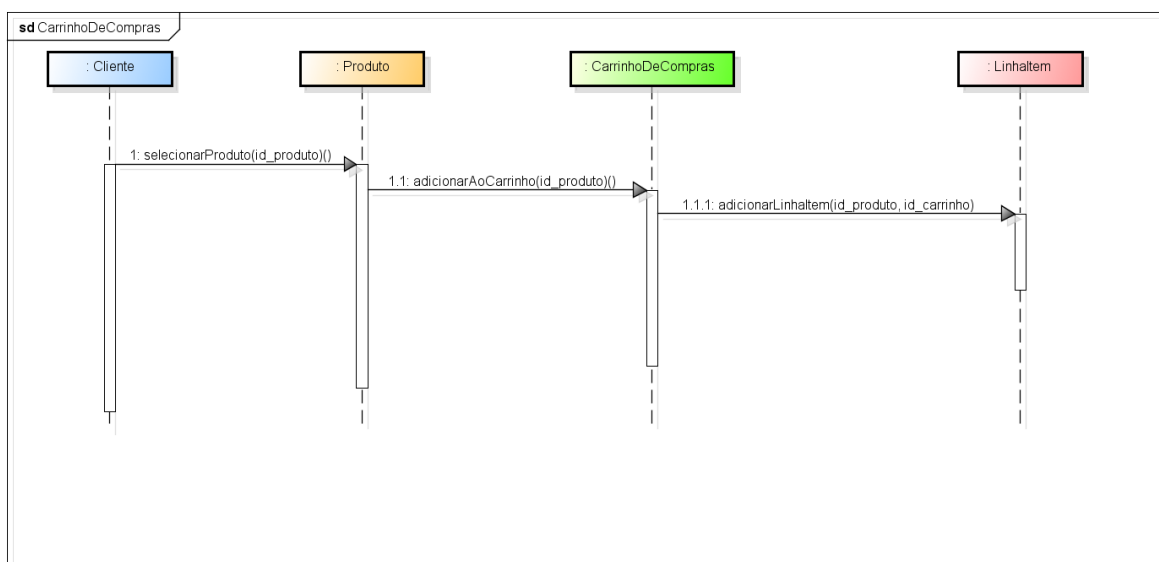 sd CarrinhoDeCompras
: Cliente
: Produto
: CarrinhoDeCompras
: LinhaItem
1: selecionarProduto(id_produto)()
1.1: adicionarAoCarrinho(id_produto)()
1.1.1: adicionarLinhaItem(id_produto, id_carrinho)